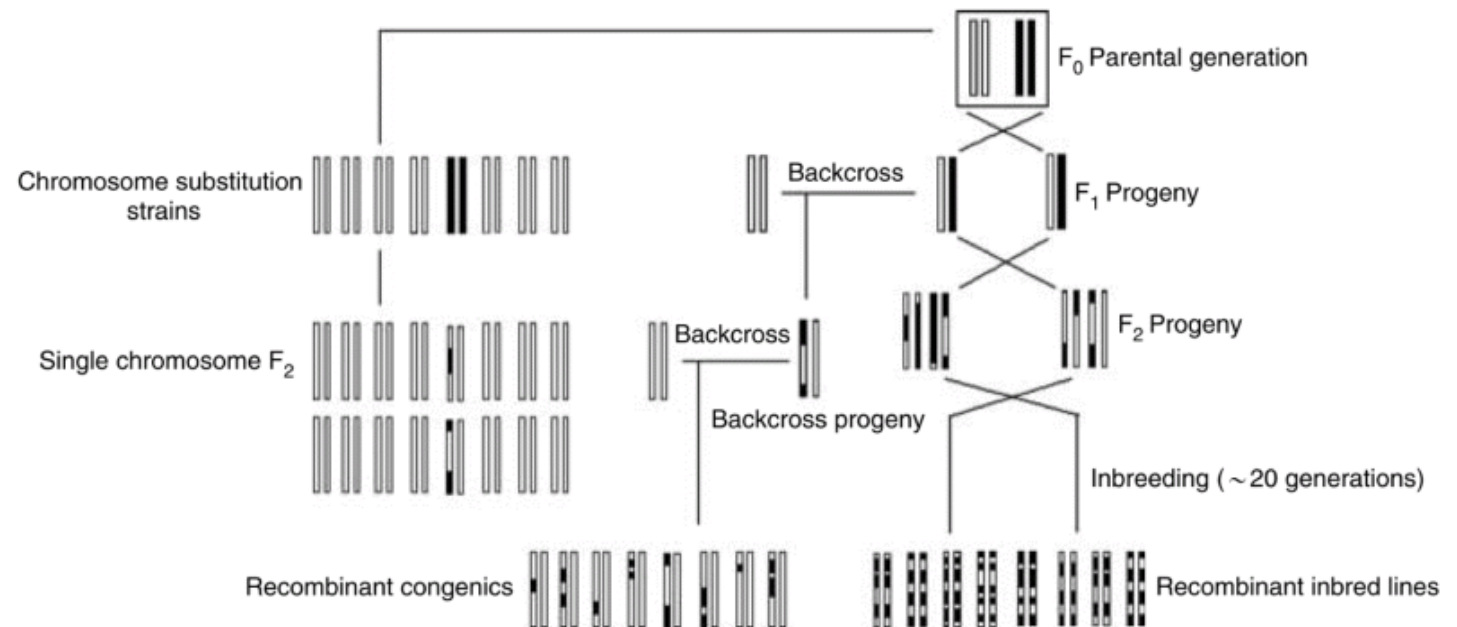 F0 Parental generation
Chromosome substitution
strains
Backcross
F1 Progeny
Single chromosome F2
Backcross
F2 Progeny
Backcross progeny
Inbreeding (~20 generations)
Recombinant congenics
Recombinant inbred lines